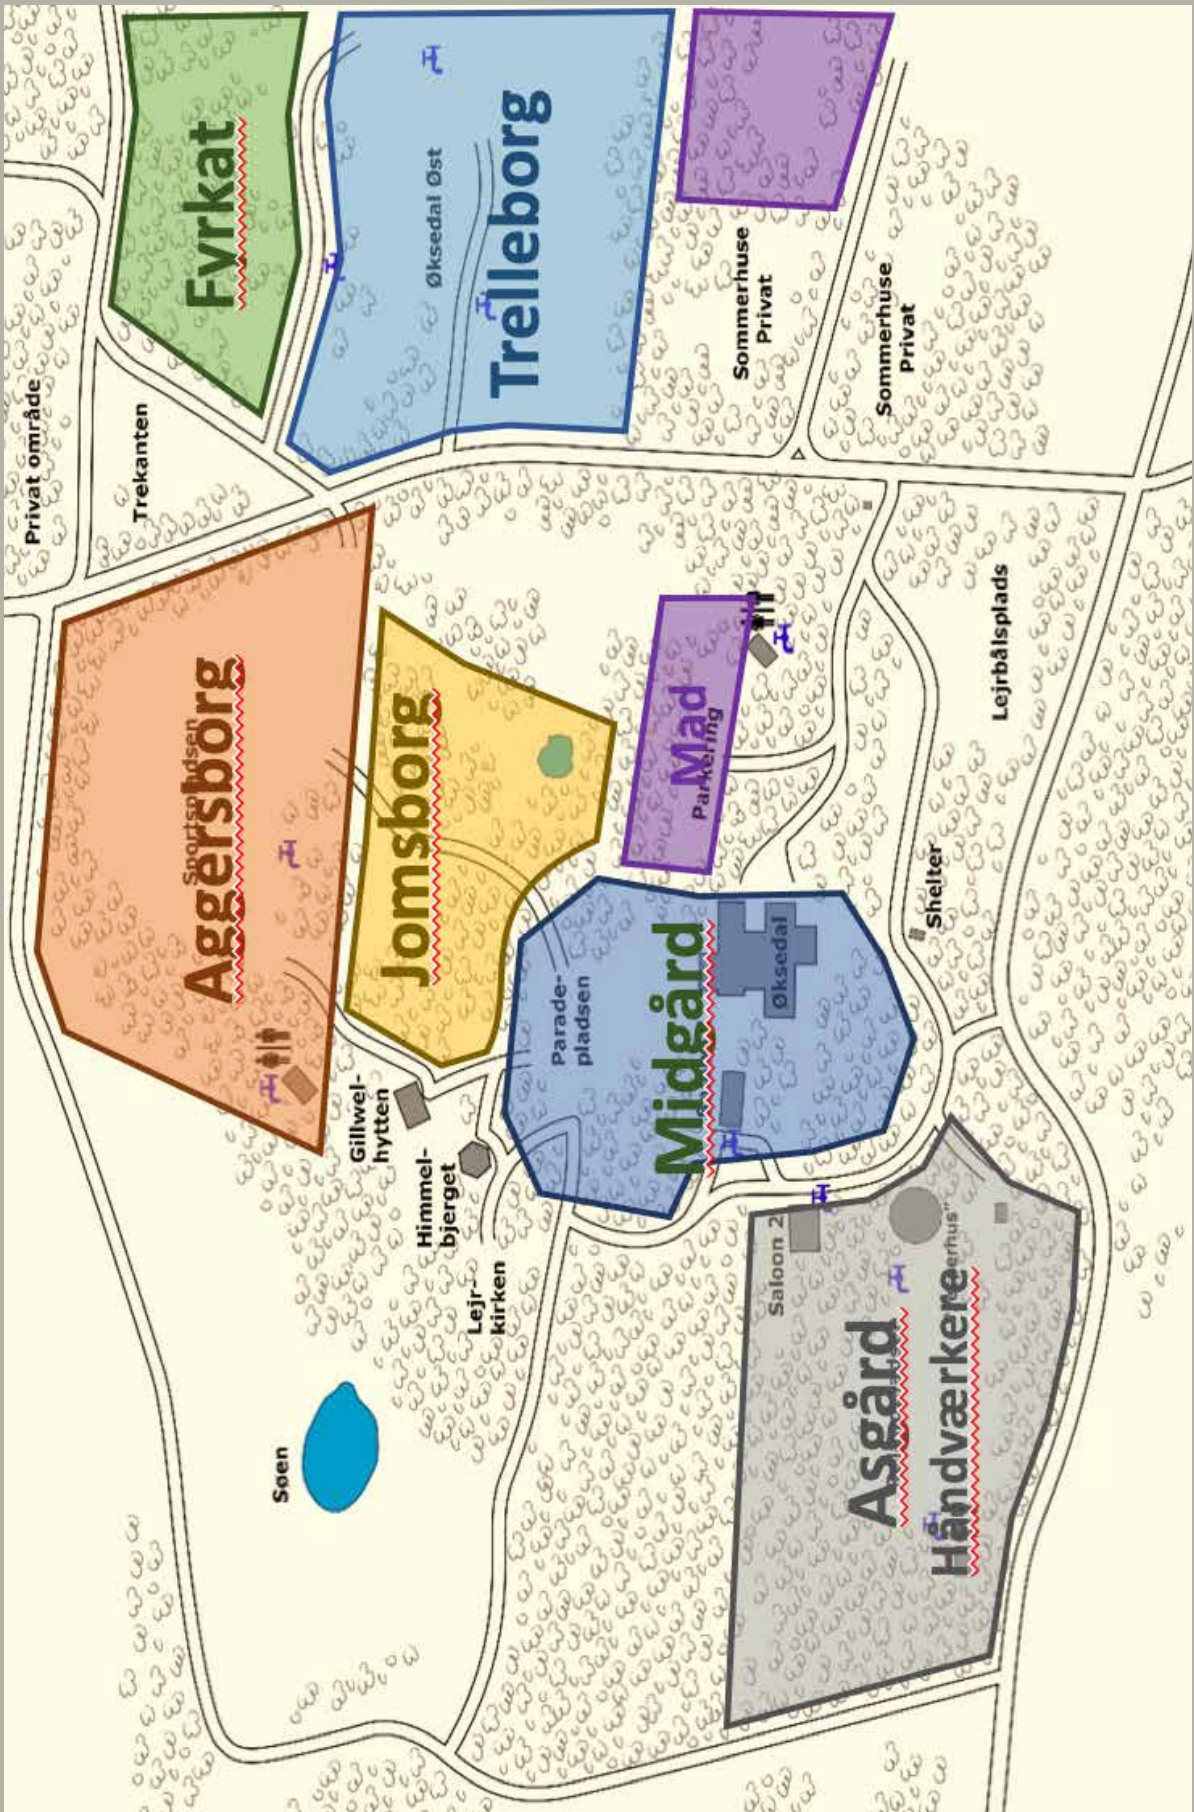 Privat område
Trekanten
Sportspladsen
Aggersborg
Fyrkat
Søen
Gillwel-
hytten
Jomsborg
Øksedal Øst
Himmel-
bjerget
Lejr-
kirken
Trelleborg
Parade-
pladsen
Midgård
Mad
Parkering
Sommerhuse
Privat
Saloon 2
Øksedal
Asgård
Håndværkere
Sommerhuse
Privat
Shelter
Lejrbålsplads